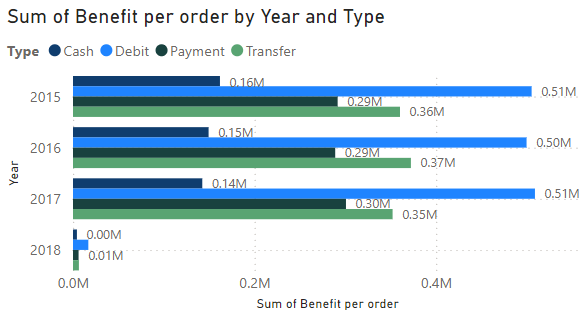 Sum of Benefit per order by Year and Type
Type Cash Debit Payment Transfer
2015
0.16M
0.51M
0.29M
0.36M
2016
0.15M
0.50M
0.29M
0.37M
2017
0.14M
0.51M
0.30M
0.35M
2018
0.00M
0.01M
0.0M 0.2M 0.4M
Year
Sum of Benefit per order